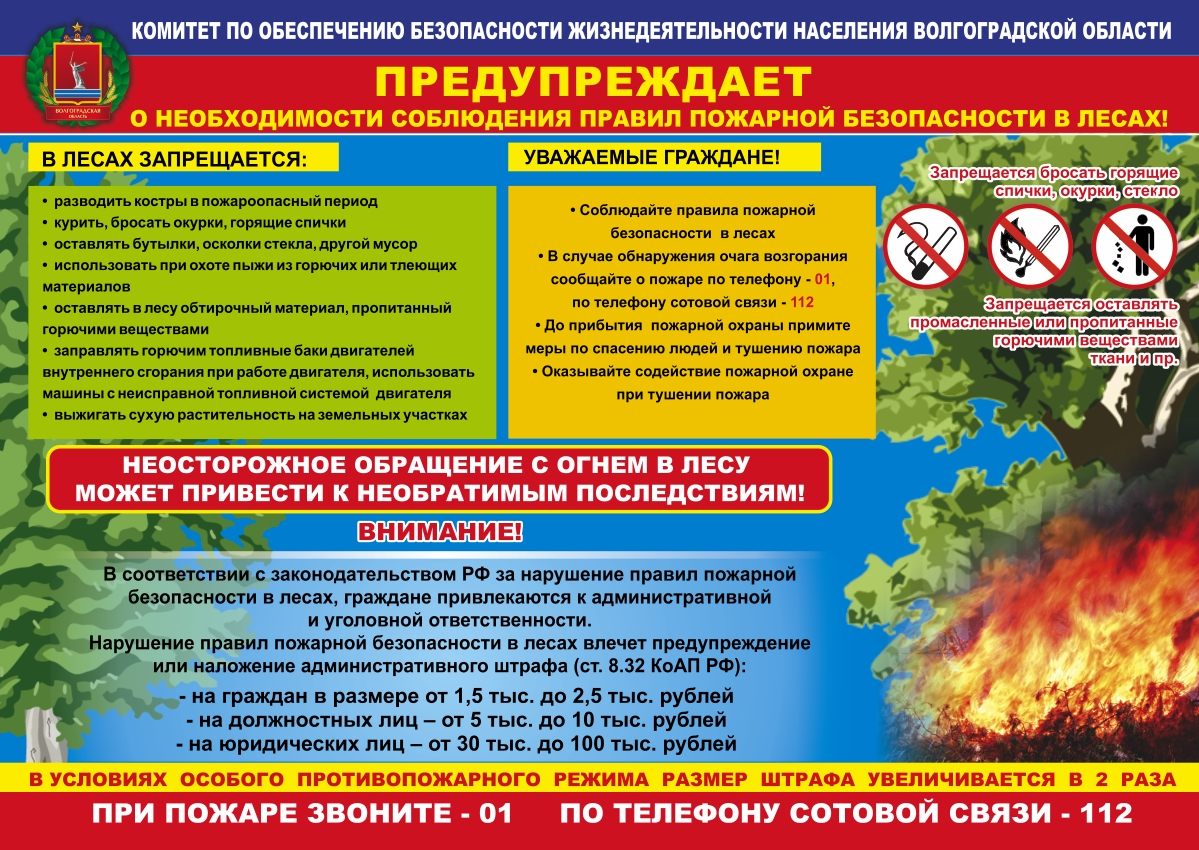 КОМИТЕТ ПО ОБЕСПЕЧЕНИЮ БЕЗОПАСНОСТИ ЖИЗНЕДЕЯТЕЛЬНОСТИ НАСЕЛЕНИЯ ВОЛГОГРАДСКОЙ ОБЛАСТИ
ВОЛГОГРАДСКАЯ
ОБЛАСТЬ
ПРЕДУПРЕЖДАЕТ
О НЕОБХОДИМОСТИ СОБЛЮДЕНИЯ ПРАВИЛ ПОЖАРНОЙ БЕЗОПАСНОСТИ В ЛЕСАХ!
В ЛЕСАХ ЗАПРЕЩАЕТСЯ:
• разводить костры в пожароопасный период
• курить, бросать окурки, горящие спички
• оставлять бутылки, осколки стекла, другой мусор
• использовать при охоте пыжи из горючих или тлеющих
материалов
• оставлять в лесу обтирочный материал, пропитанный
горючими веществами
• заправлять горючим топливные баки двигателей
внутреннего сгорания при работе двигателя, использовать
машины с неисправной топливной системой двигателя
• выжигать сухую растительность на земельных участках
УВАЖАЕМЫЕ ГРАЖДАНЕ!
• Соблюдайте правила пожарной
безопасности в лесах
• В случае обнаружения очага возгорания
сообщайте о пожаре по телефону - 01,
по телефону сотовой связи - 112
• До прибытия пожарной охраны примите
меры по спасению людей и тушению пожара
• Оказывайте содействие пожарной охране
при тушении пожара
Запрещается бросать горящие
спички, окурки, стекло
Запрещается оставлять
промасленные или пропитанные
горючими веществами
ткани и пр.
НЕОСТОРОЖНОЕ ОБРАЩЕНИЕ С ОГНЕМ В ЛЕСУ
МОЖЕТ ПРИВЕСТИ К НЕОБРАТИМЫМ ПОСЛЕДСТВИЯМ!
ВНИМАНИЕ!
В соответствии с законодательством РФ за нарушение правил пожарной
безопасности в лесах, граждане привлекаются к административной
и уголовной ответственности.
Нарушение правил пожарной безопасности в лесах влечет предупреждение
или наложение административного штрафа (ст. 8.32 КоАП РФ):
- на граждан в размере от 1,5 тыс. до 2,5 тыс. рублей
- на должностных лиц – от 5 тыс. до 10 тыс. рублей
- на юридических лиц – от 30 тыс. до 100 тыс. рублей
В УСЛОВИЯХ ОСОБОГО ПРОТИВОПОЖАРНОГО РЕЖИМА РАЗМЕР ШТРАФА УВЕЛИЧИВАЕТСЯ В 2 РАЗА
ПРИ ПОЖАРЕ ЗВОНИТЕ - 01 ПО ТЕЛЕФОНУ СОТОВОЙ СВЯЗИ - 112